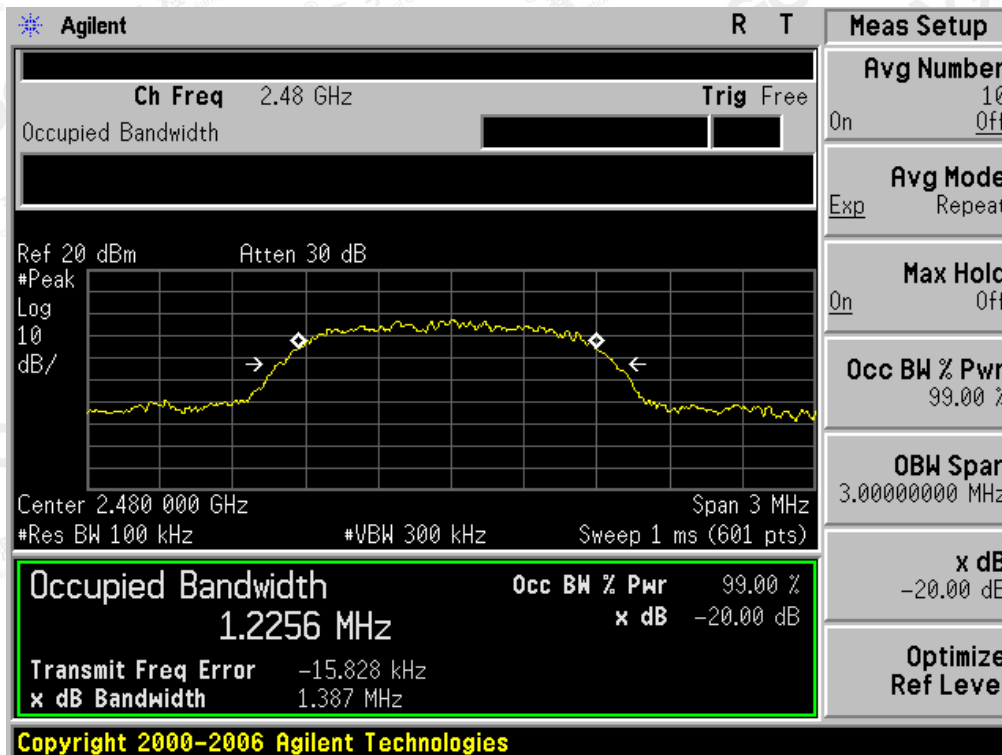 Agilent R T
Ch Freq 2.48 GHz Trig Free
Occupied Bandwidth
Ref 20 dBm Atten 30 dB
#Peak
Log
10
dB/
Center 2.480 000 GHz Span 3 MHz
#Res BW 100 kHz #VBW 300 kHz Sweep 1 ms (601 pts)
Occupied Bandwidth
1.2256 MHz
Occ BW % Pwr 99.00 %
x dB -20.00 dB
Transmit Freq Error -15.828 kHz
x dB Bandwidth 1.387 MHz
Copyright 2000-2006 Agilent Technologies
Meas Setup
Avg Number
10
On Off
Avg Mode
Exp Repeat
Max Hold
On Off
Occ BW % Pwr
99.00 %
OBW Span
3.00000000 MHz
x dB
-20.00 dB
Optimize
Ref Level